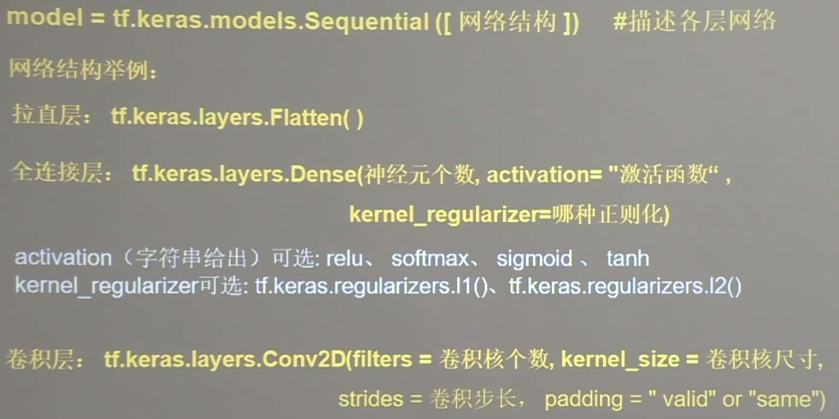 model = tf.keras.models.Sequential ([ 网络结构 ]) #描述各层网络
网络结构举例：
拉直层： tf.keras.layers.Flatten( )
全连接层： tf.keras.layers.Dense(神经元个数, activation= "激活函数“ ,
kernel_regularizer=哪种正则化)
activation（字符串给出）可选: relu、 softmax、 sigmoid 、 tanh
kernel_regularizer可选: tf.keras.regularizers.l1()、tf.keras.regularizers.l2()
卷积层： tf.keras.layers.Conv2D(filters = 卷积核个数, kernel_size = 卷积核尺寸,
strides = 卷积步长， padding = " valid" or "same")